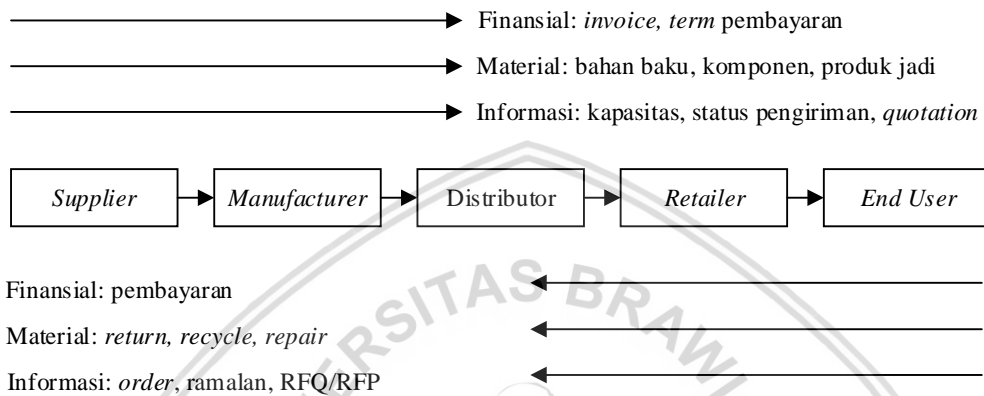 Finansial: invoice, term pembayaran
Material: bahan baku, komponen, produk jadi
Informasi: kapasitas, status pengiriman, quotation
Supplier Manufacturer Distributor Retailer End User
Finansial: pembayaran
Material: return, recycle, repair
Informasi: order, ramalan, RFQ/RFP